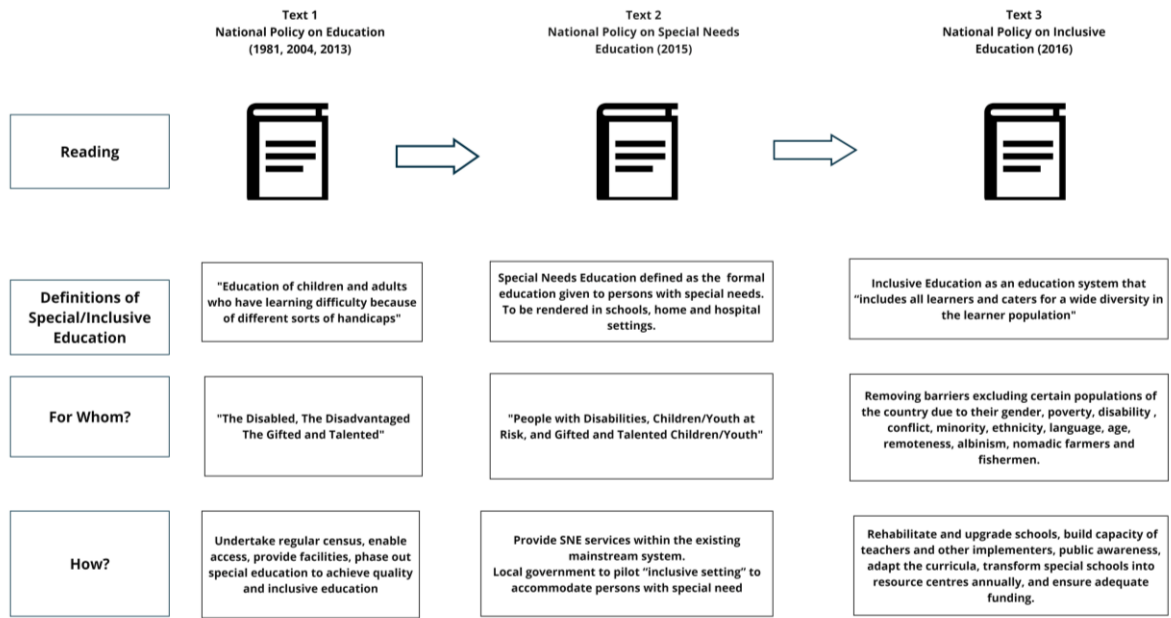 Text 1
National Policy on Education
(1981, 2004, 2013)
Text 2
National Policy on Special Needs
Education (2015)
Text 3
National Policy on Inclusive
Education (2016)
Reading
Definitions of
Special/Inclusive
Education
"Education of children and adults
who have learning difficulty because
of different sorts of handicaps"
Special Needs Education defined as the formal
education given to persons with special needs.
To be rendered in schools, home and hospital
settings.
Inclusive Education as an education system that
"includes all learners and caters for a wide diversity in
the learner population"
For Whom?
"The Disabled, The Disadvantaged
The Gifted and Talented"
"People with Disabilities, Children/Youth at
Risk, and Gifted and Talented Children/Youth"
Removing barriers excluding certain populations of
the country due to their gender, poverty, disability ,
conflict, minority, ethnicity, language, age,
remoteness, albinism, nomadic farmers and
fishermen.
How?
Undertake regular census, enable
access, provide facilities, phase out
special education to achieve quality
and inclusive education
Provide SNE services within the existing
mainstream system.
Local government to pilot "inclusive setting" to
accommodate persons with special need
Rehabilitate and upgrade schools, build capacity of
teachers and other implementers, public awareness,
adapt the curricula, transform special schools into
resource centres annually, and ensure adequate
funding.